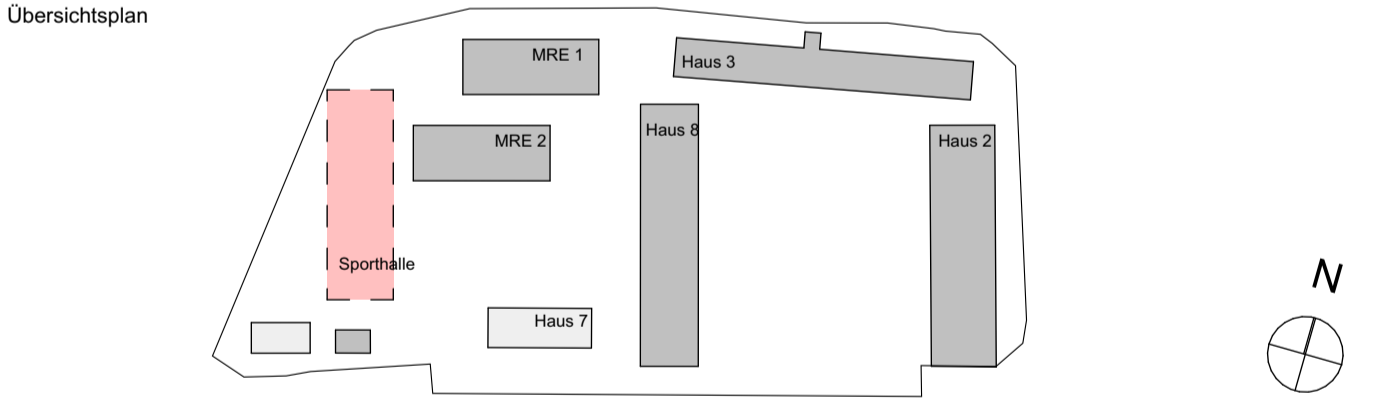 Übersichtsplan
MRE 1
Haus 3
MRE 2
Haus 8
Haus 2
Sporthalle
Haus 7
N